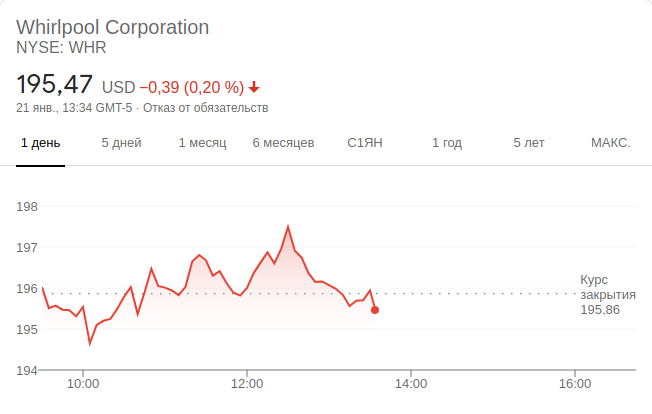 Whirlpool Corporation
NYSE: WHR
195,47 USD −0,39 (0,20 %)
21 янв., 13:34 GMT-5 · Отказ от обязательств
1 день 5 дней 1 месяц 6 месяцев С1ЯН 1 год 5 лет МАКС.
198
197
196
195
194
Курс
закрытия
195,86
10:00 12:00 14:00 16:00